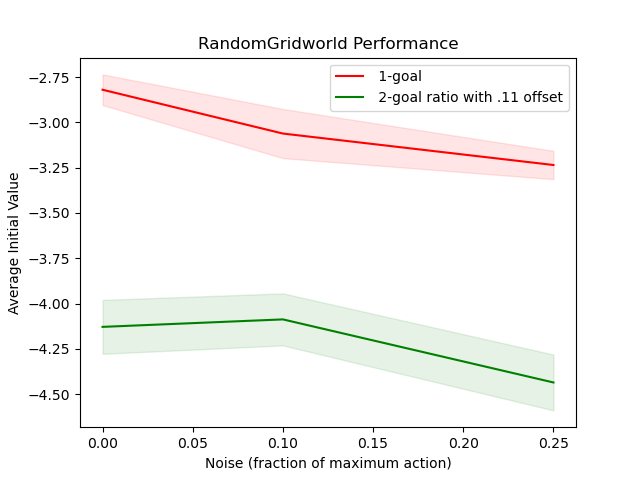 RandomGridworld Performance
1-goal
2-goal ratio with .11 offset
Average Initial Value
−2.75
−3.00
−3.25
−3.50
−3.75
−4.00
−4.25
−4.50
0.00 0.05 0.10 0.15 0.20 0.25
Noise (fraction of maximum action)